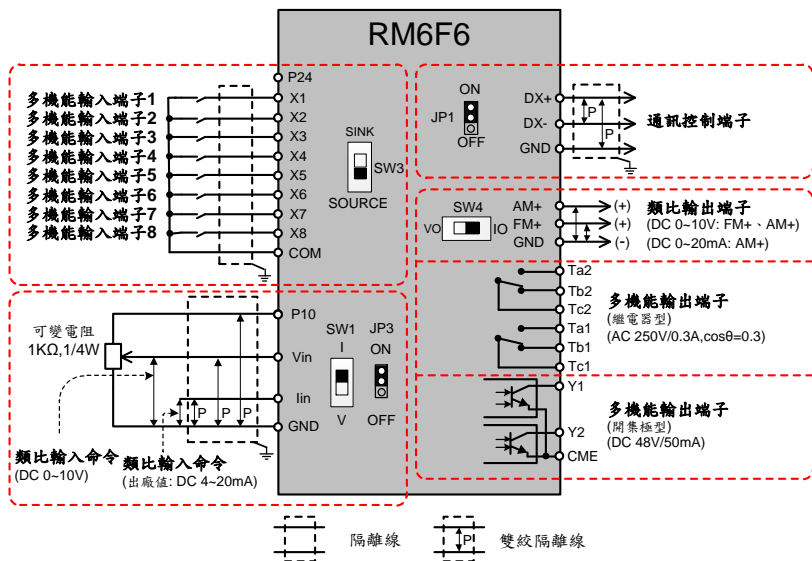 RM6F6
P24
多機能輸入端子1 X1
多機能輸入端子2 X2
多機能輸入端子3 X3
多機能輸入端子4 X4
多機能輸入端子5 X5
多機能輸入端子6 X6
多機能輸入端子7 X7
多機能輸入端子8 X8
COM
SINK
SW3
SOURCE
ON
JP1
OFF
DX+
DX-
GND
P
P
通訊控制端子
SW4
VO IO
AM+ (+) 類比輸出端子
FM+ (+) (DC 0~10V: FM+、AM+)
GND (-) (DC 0~20mA: AM+)
Ta2
Tb2
Tc2
Ta1
Tb1
Tc1
多機能輸出端子
(繼電器型)
(AC 250V/0.3A,cosθ=0.3)
Y1
Y2
CME
多機能輸出端子
(開集極型)
(DC 48V/50mA)
P10
可變電阻
1KΩ,1/4W
Vin
Iin
GND
P P P
SW1
I
V
JP3
ON
OFF
類比輸入命令
(DC 0~10V)
類比輸入命令
(出廠值: DC 4~20mA)
隔離線
P
雙絞隔離線